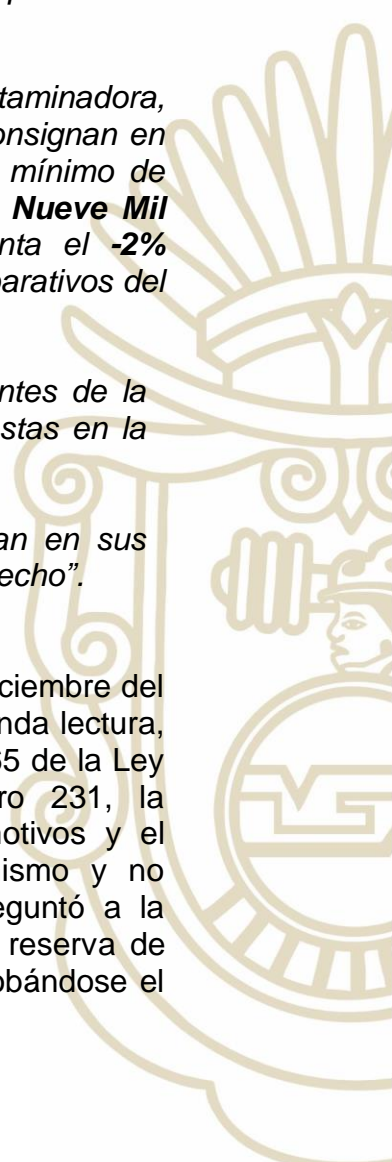 taminadora,
onsignan en
mínimo de
Nueve Mil
nta el -2%
parativos del
ntes de la
stas en la
an en sus
echo".
ciembre del
nda lectura,
65 de la Ley
ro 231, la
otivos y el
ismo y no
eguntó a la
reserva de
obándose el